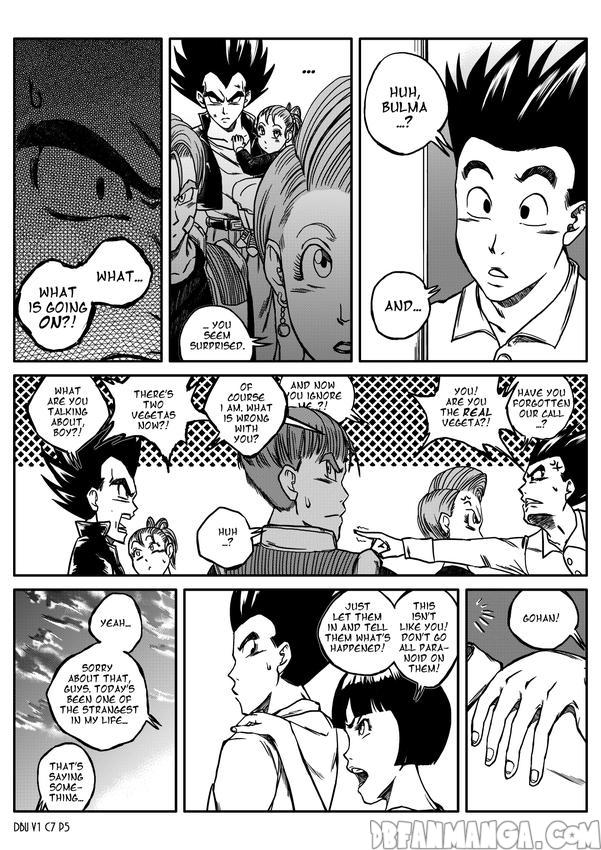 HUH,
BULMA
...?
AND...
...
... YOU
SEEM
SURPRISED.
WHAT...
WHAT
IS GOING
ON?!
HAVE YOU
FORGOTTEN
OUR CALL
...?
YOU!
ARE YOU
THE REAL
VEGETA?!
AND NOW
YOU IGNORE
ME ..?!
OF
COURSE
I AM. WHAT
IS WRONG
WITH
YOU?
HUH
...?
THERE'S
TWO
VEGETAS
NOW?!
WHAT
ARE YOU
TALKING
ABOUT,
BOY?!
GOHAN!
THIS
ISN'T
LIKE YOU!
DON'T GO
ALL PARA-
NOID ON
THEM!
JUST
LET THEM
IN AND TELL
THEM WHAT'S
HAPPENED!
YEAH...
SORRY
ABOUT THAT,
GUYS. TODAY'S
BEEN ONE OF
THE STRANGEST
IN MY LIFE...
THAT'S
SAYING
SOME-
THING...
DBU V1 C7 P5
DBFANMANGA.COM